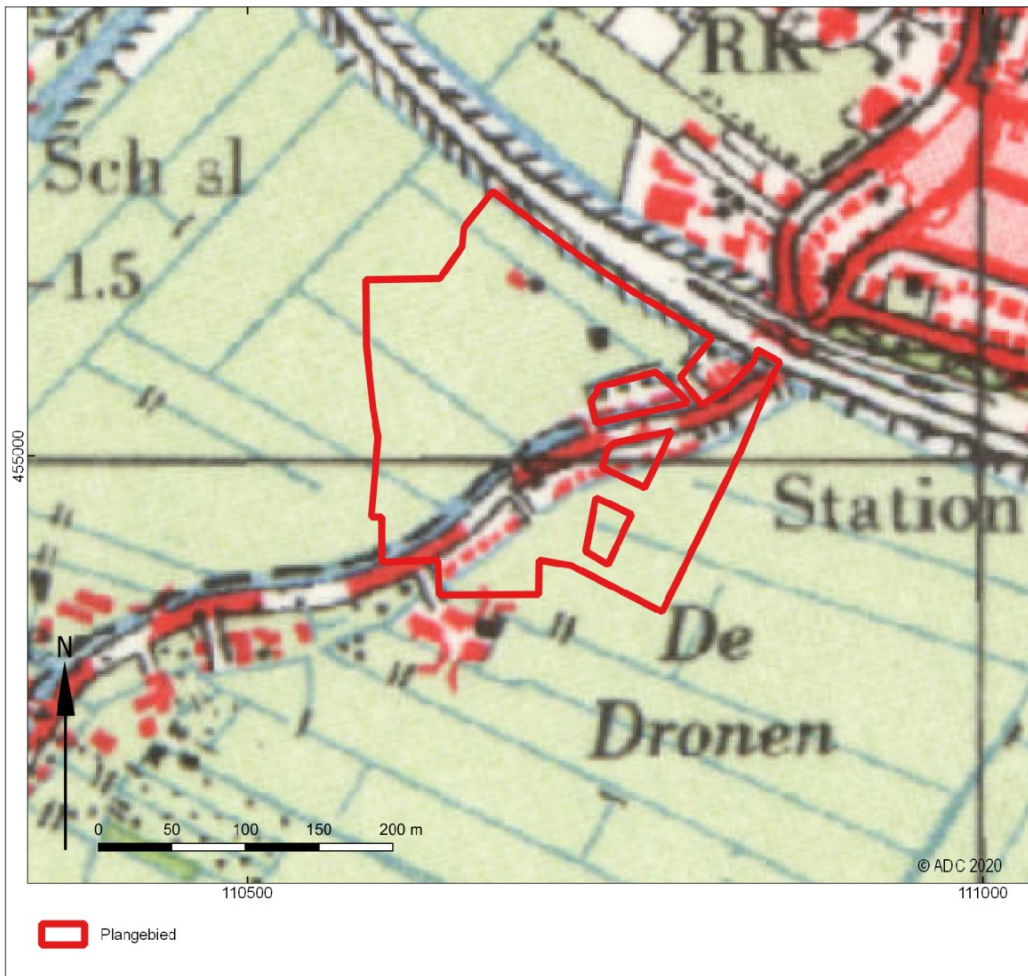 RK
Sch sl
-1.5
455000
Station
De
Dronen
N
0 50 100 150 200 m
© ADC 2020
110500 111000
Plangebied